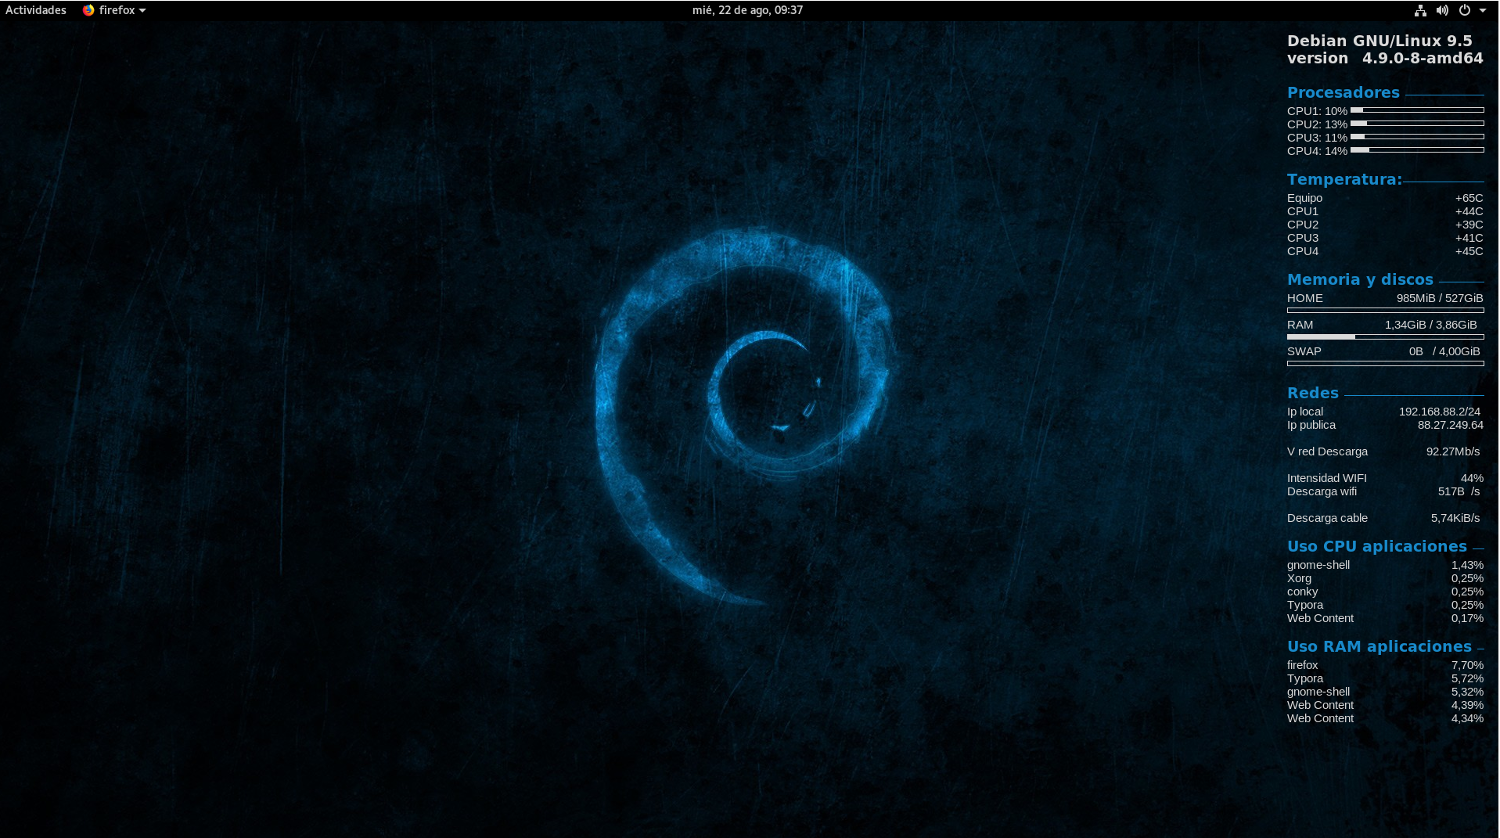 Actividades firefox mié, 22 de ago, 09:37
Debian GNU/Linux 9.5
version 4.9.0-8-amd64
Procesadores
CPU1: 10%
CPU2: 13%
CPU3: 11%
CPU4: 14%
Temperatura:
Equipo +65C
CPU1 +44C
CPU2 +39C
CPU3 +41C
CPU4 +45C
Memoria y discos
HOME 985MiB / 527GiB
RAM 1,34GiB / 3,86GiB
SWAP 0B / 4,00GiB
Redes
Ip local 192.168.88.2/24
Ip publica 88.27.249.64
V red Descarga 92.27Mb/s
Intensidad WIFI 44%
Descarga wifi 517B /s
Descarga cable 5,74KiB/s
Uso CPU aplicaciones
gnome-shell 1,43%
Xorg 0,25%
conky 0,25%
Typora 0,25%
Web Content 0,17%
Uso RAM aplicaciones
firefox 7,70%
Typora 5,72%
gnome-shell 5,32%
Web Content 4,39%
Web Content 4,34%